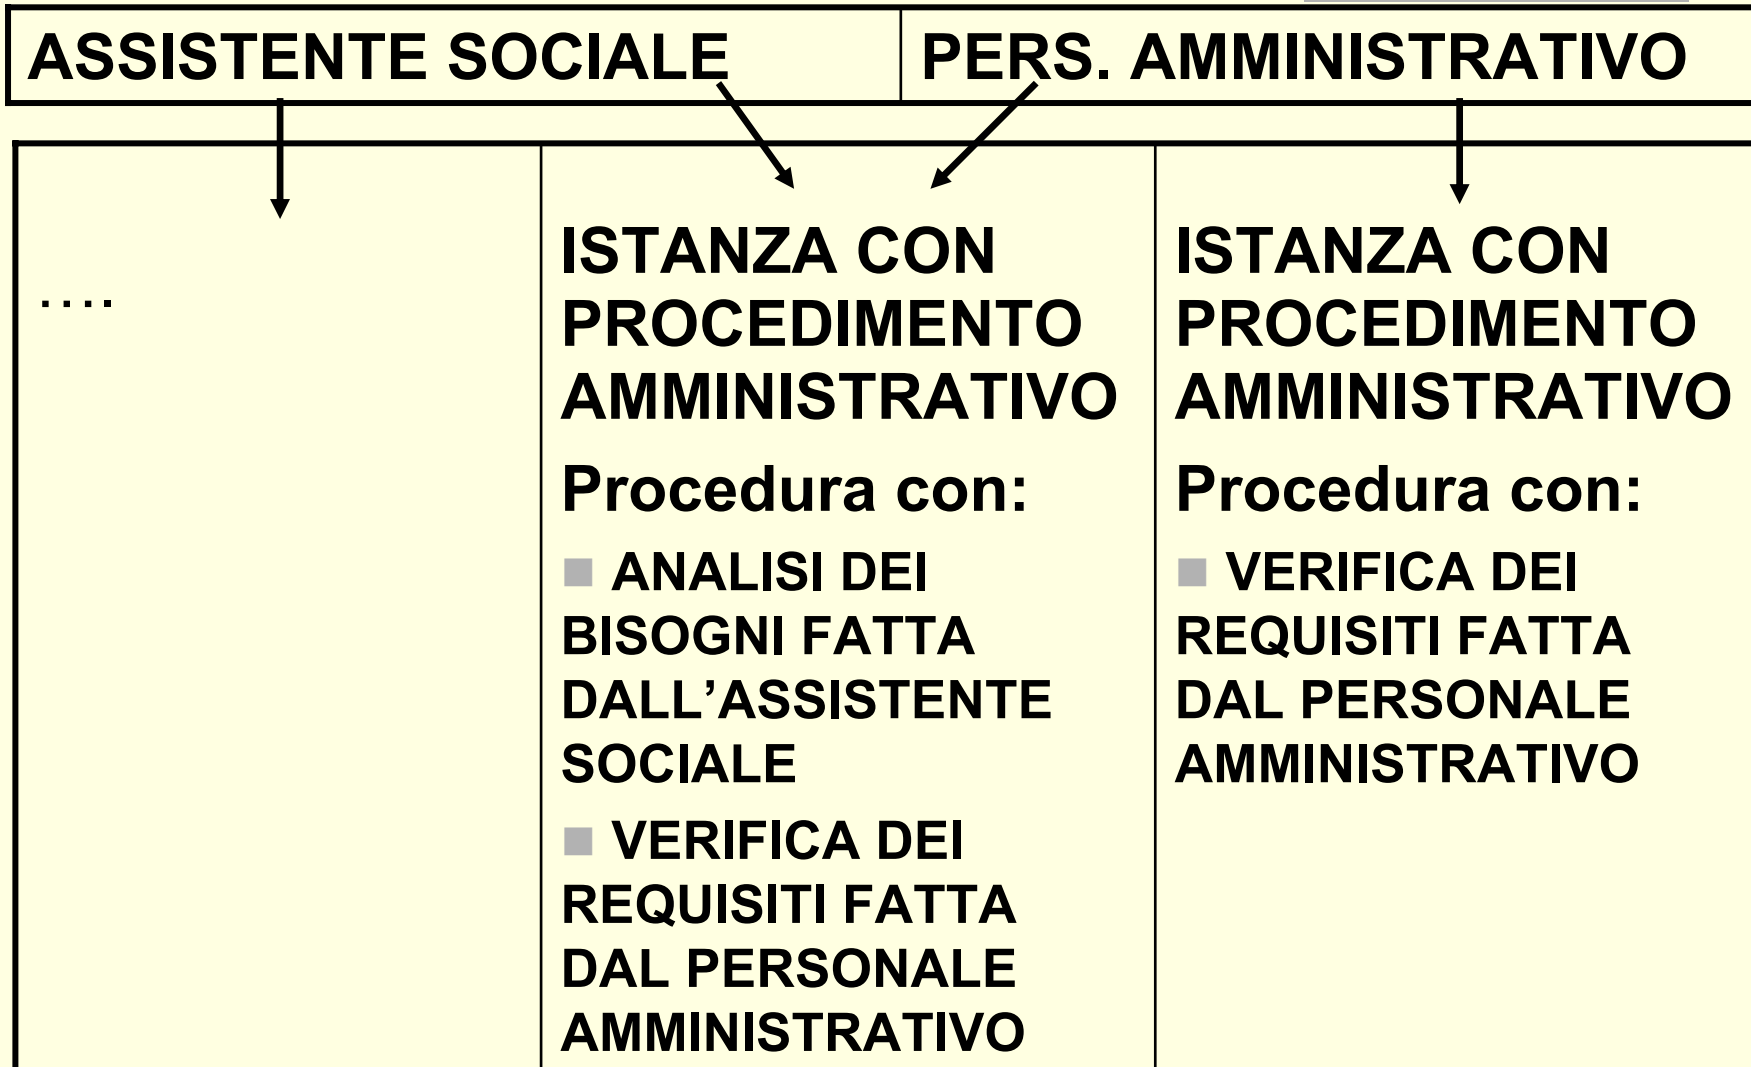 ASSISTENTE SOCIALE
PERS. AMMINISTRATIVO
....
ISTANZA CON
PROCEDIMENTO
AMMINISTRATIVO
Procedura con:
ANALISI DEI
BISOGNI FATTA
DALL’ASSISTENTE
SOCIALE
VERIFICA DEI
REQUISITI FATTA
DAL PERSONALE
AMMINISTRATIVO
ISTANZA CON
PROCEDIMENTO
AMMINISTRATIVO
Procedura con:
VERIFICA DEI
REQUISITI FATTA
DAL PERSONALE
AMMINISTRATIVO